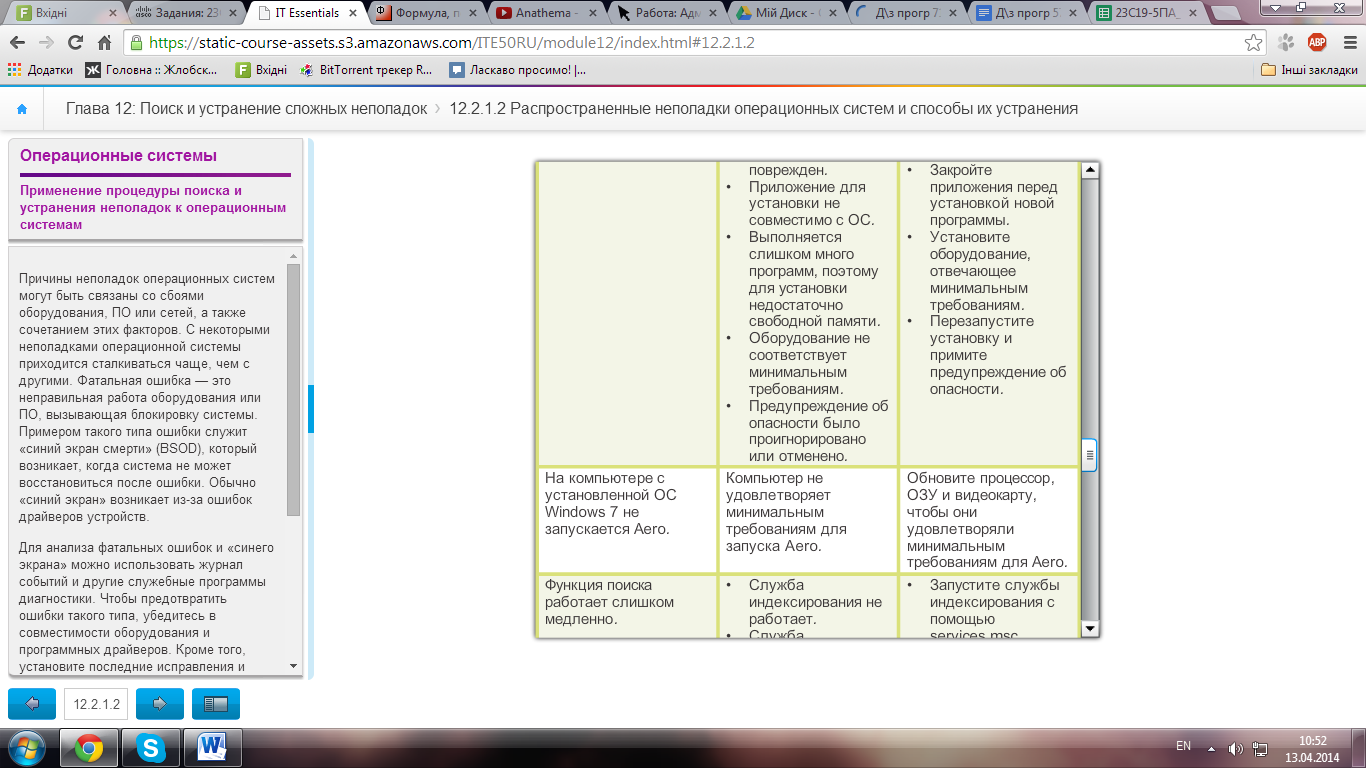 Вхідні
Задания: 23
IT Essentials
Формула, п
Anathema -
Работа: Адм
Мій Диск - 
Д\з прогр 7
Д\з прогр 5
23С19-5ПА_
https://static-course-assets.s3.amazonaws.com/ITE50RU/module12/index.html#12.2.1.2
Додатки
Головна :: Жлобск...
Вхідні
BitTorrent трекер R...
Ласкаво просимо! |...
Інші закладки
Глава 12: Поиск и устранение сложных неполадок
12.2.1.2 Распространенные неполадки операционных систем и способы их устранения
Операционные системы
Применение процедуры поиска и
устранения неполадок к операционным
системам
Причины неполадок операционных систем
могут быть связаны со сбоями
оборудования, ПО или сетей, а также
сочетанием этих факторов. С некоторыми
неполадками операционной системы
приходится сталкиваться чаще, чем с
другими. Фатальная ошибка — это
неправильная работа оборудования или
ПО, вызывающая блокировку системы.
Примером такого типа ошибки служит
«синий экран смерти» (BSOD), который
возникает, когда система не может
восстановиться после ошибки. Обычно
«синий экран» возникает из-за ошибок
драйверов устройств.
Для анализа фатальных ошибок и «синего
экрана» можно использовать журнал
событий и другие служебные программы
диагностики. Чтобы предотвратить
ошибки такого типа, убедитесь в
совместимости оборудования и
программных драйверов. Кроме того,
установите последние исправления и
поврежден.
• Приложение для
установки не
совместимо с ОС.
• Выполняется
слишком много
программ, поэтому
для установки
недостаточно
свободной памяти.
• Оборудование не
соответствует
минимальным
требованиям.
• Предупреждение об
опасности было
проигнорировано
или отменено.
• Закройте
приложения перед
установкой новой
программы.
• Установите
оборудование,
отвечающее
минимальным
требованиям.
• Перезапустите
установку и
примите
предупреждение об
опасности.
На компьютере с
установленной ОС
Windows 7 не
запускается Aero.
Компьютер не
удовлетворяет
минимальным
требованиям для
запуска Aero.
Обновите процессор,
ОЗУ и видеокарту,
чтобы они
удовлетворяли
минимальным
требованиям для Aero.
Функция поиска
работает слишком
медленно.
• Служба
индексирования не
работает.
• Служба
• Запустите службы
индексирования с
помощью
services.msc
12.2.1.2
EN
10:52
13.04.2014